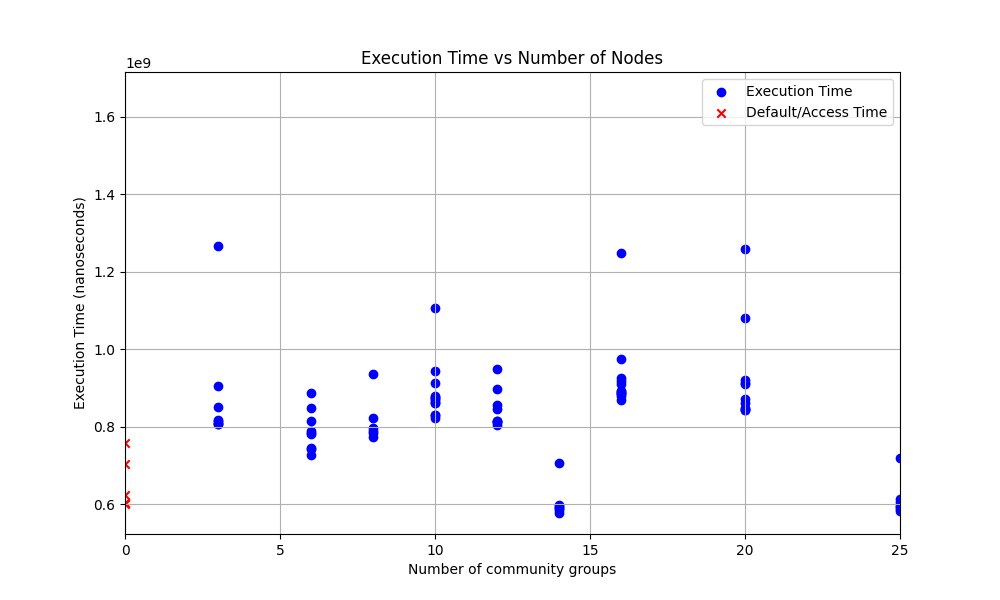 Execution Time vs Number of Nodes
1e9
Execution Time
Default/Access Time
1.6
1.4
1.2
1.0
0.8
0.6
Execution Time (nanoseconds)
0 5 10 15 20 25
Number of community groups